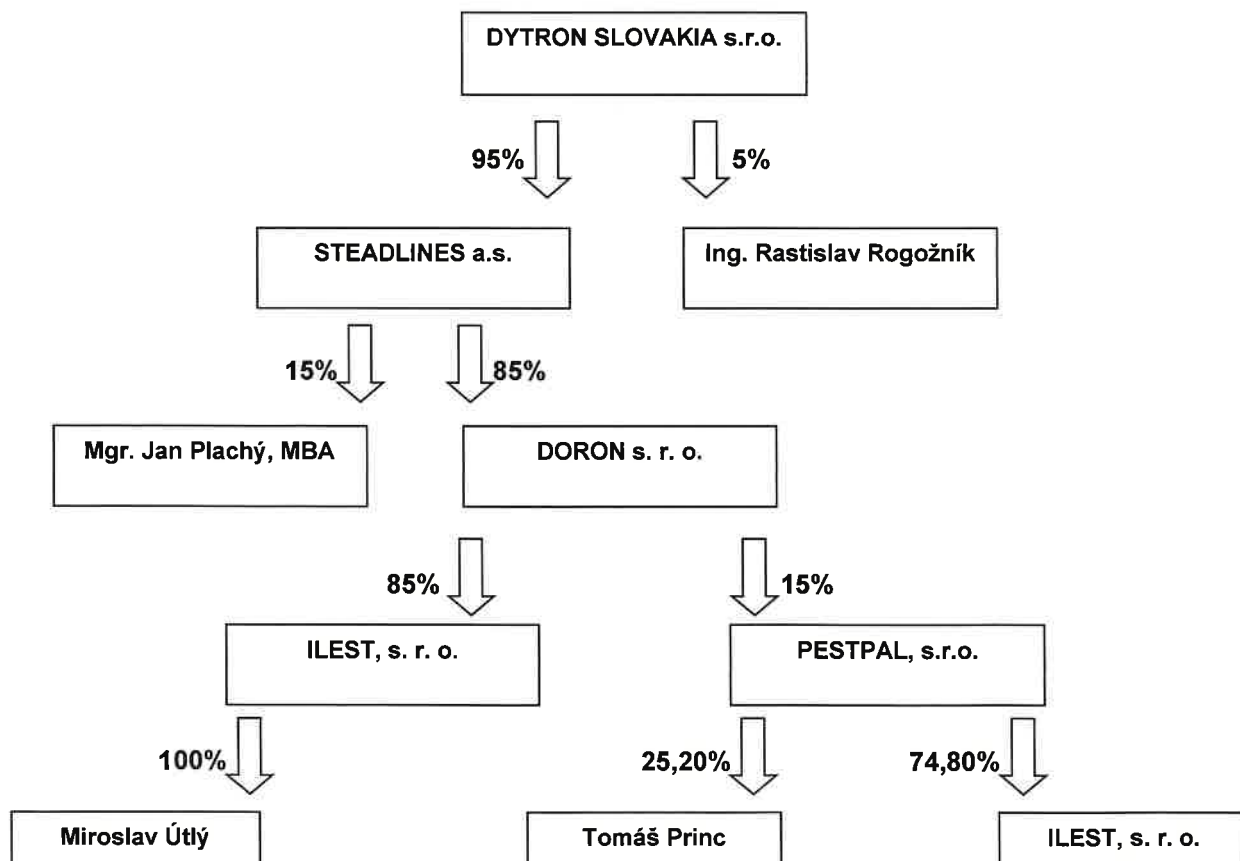 DYTRON SLOVAKIA s.r.o.
95%
5%
STEADLINES a.s.
Ing. Rastislav Rogožník
15%
85%
Mgr. Jan Plachý, MBA
DORON s. r. o.
85%
15%
ILEST, s. r. o.
PESTPAL, s.r.o.
100%
25,20%
74,80%
Miroslav Útlý
Tomáš Princ
ILEST, s. r. o.